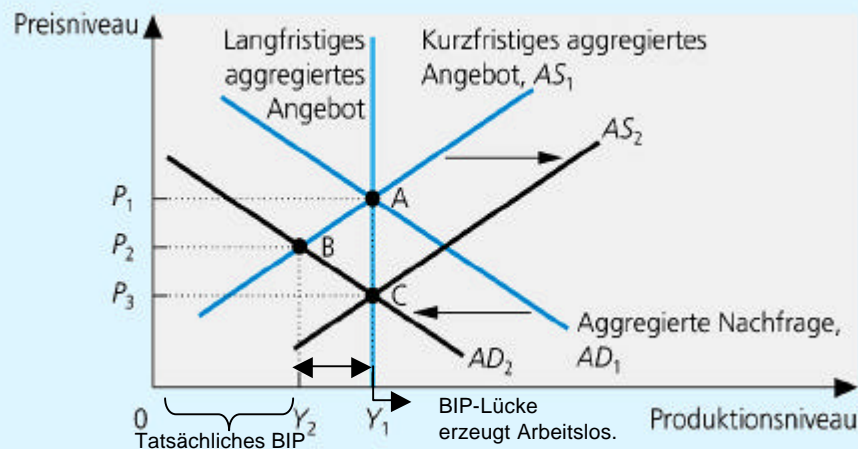 Preisniveau
Langfristiges
aggregiertes
Angebot
Kurzfristiges aggregiertes
Angebot, AS1
AS2
P1
A
P2
B
P3
C
Aggregierte Nachfrage,
AD1
AD2
0
Y2
Y1
BIP-Lücke
erzeugt Arbeitslos.
Produktionsniveau
Tatsächliches BIP